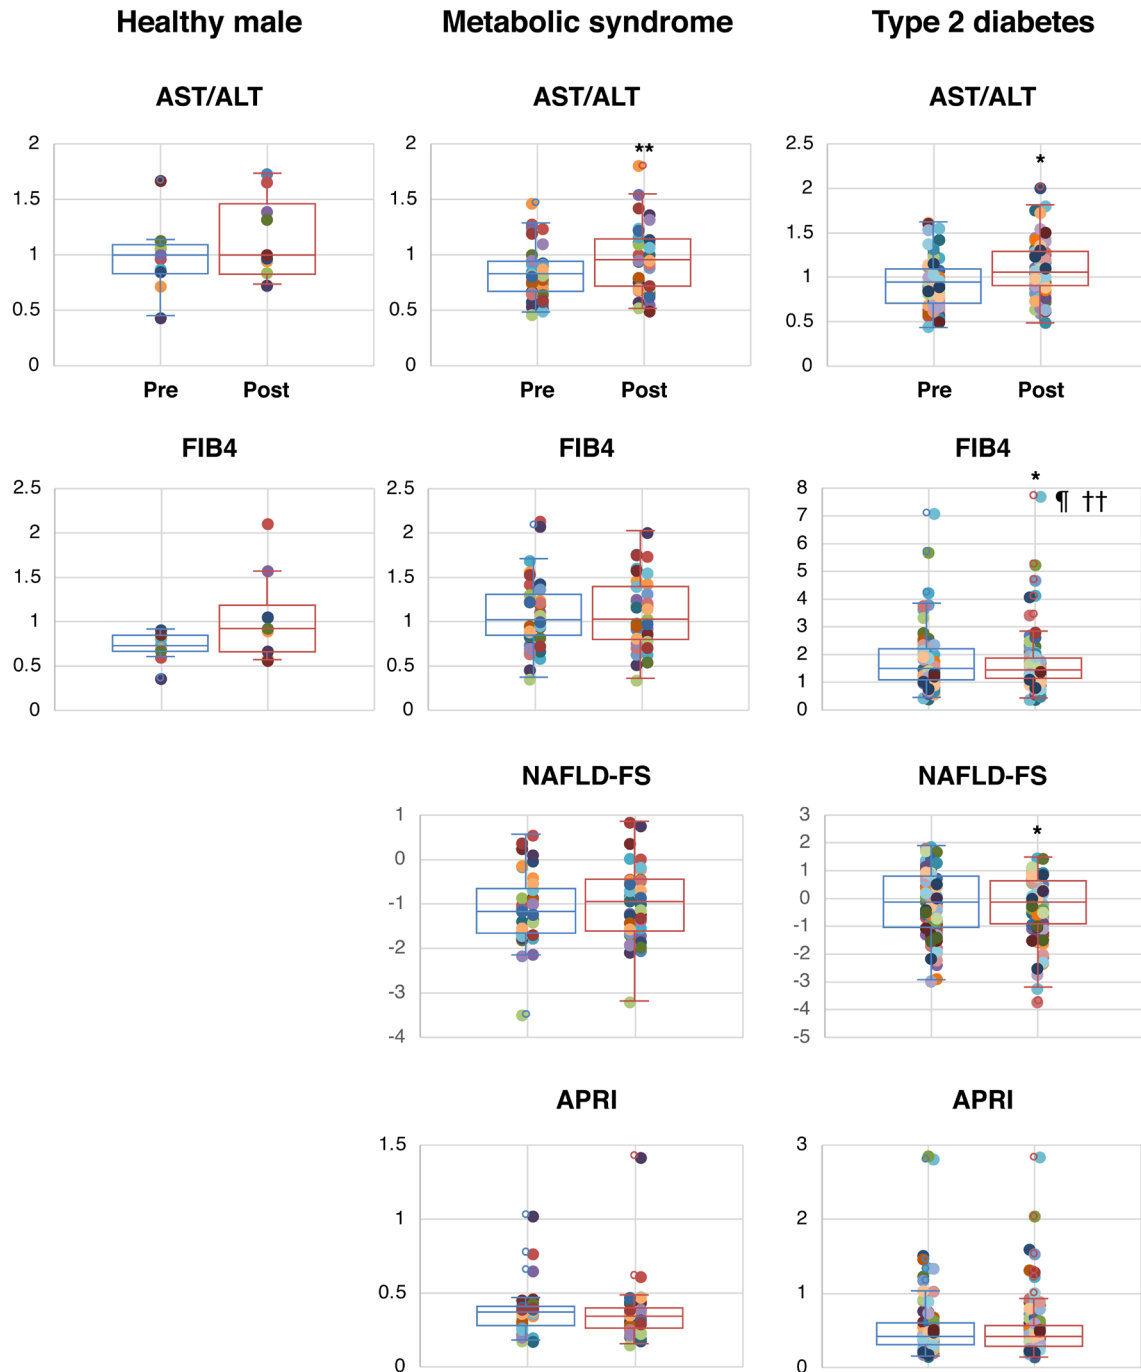 Healthy male Metabolic syndrome Type 2 diabetes
AST/ALT AST/ALT AST/ALT
2 2 2.5
** *
1.5 1.5 2
1 1 1.5
0.5 0.5 1
0 0 0.5
0
Pre Post Pre Post Pre Post
FIB4 FIB4 FIB4
*
2.5 2.5 8
¶ ††
2 2 7
1.5 1.5 6
1 1 5
0.5 0.5 4
0 0 3
2
1
0
NAFLD-FS NAFLD-FS
1 3
*
0 2
-1 1
-2 0
-3 -1
-4 -2
-3
-4
-5
APRI APRI
1.5 3
1 2
0.5 1
0 0